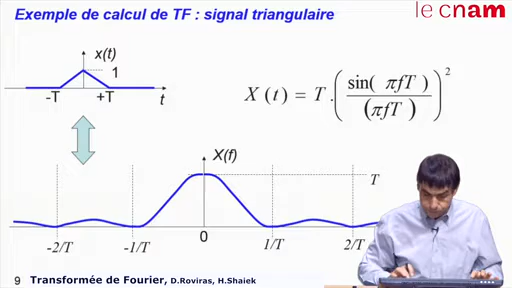 Exemple de calcul de TF : signal triangulaire
le cnam
x(t)
1
-T +T t
X (t) = T . ( sin( πfT ) / (πfT ) )²
X(f)
T
-2/T -1/T 0 1/T 2/T
9 Transformée de Fourier, D.Roviras, H.Shaiek